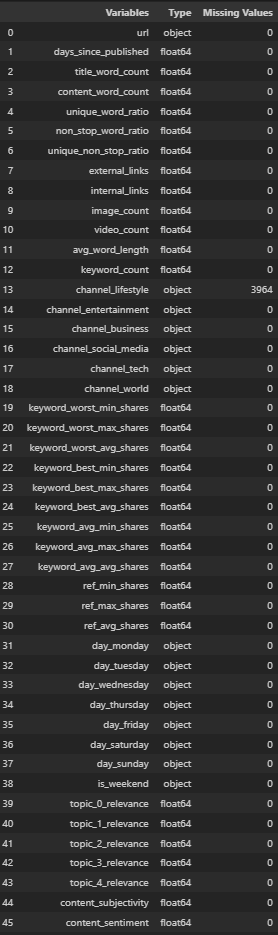 Variables Type Missing Values
0 url object 0
1 days_since_published float64 0
2 title_word_count float64 0
3 content_word_count float64 0
4 unique_word_ratio float64 0
5 non_stop_word_ratio float64 0
6 unique_non_stop_ratio float64 0
7 external_links float64 0
8 internal_links float64 0
9 image_count float64 0
10 video_count float64 0
11 avg_word_length float64 0
12 keyword_count float64 0
13 channel_lifestyle object 3964
14 channel_entertainment object 0
15 channel_business object 0
16 channel_social_media object 0
17 channel_tech object 0
18 channel_world object 0
19 keyword_worst_min_shares float64 0
20 keyword_worst_max_shares float64 0
21 keyword_worst_avg_shares float64 0
22 keyword_best_min_shares float64 0
23 keyword_best_max_shares float64 0
24 keyword_best_avg_shares float64 0
25 keyword_avg_min_shares float64 0
26 keyword_avg_max_shares float64 0
27 keyword_avg_avg_shares float64 0
28 ref_min_shares float64 0
29 ref_max_shares float64 0
30 ref_avg_shares float64 0
31 day_monday object 0
32 day_tuesday object 0
33 day_wednesday object 0
34 day_thursday object 0
35 day_friday object 0
36 day_saturday object 0
37 day_sunday object 0
38 is_weekend object 0
39 topic_0_relevance float64 0
40 topic_1_relevance float64 0
41 topic_2_relevance float64 0
42 topic_3_relevance float64 0
43 topic_4_relevance float64 0
44 content_subjectivity float64 0
45 content_sentiment float64 0